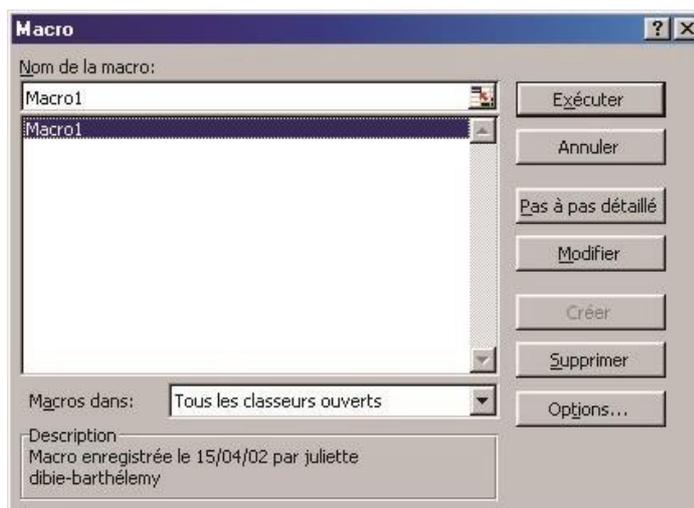 Macro
Nom de la macro:
Macro1
Macro1
Exécuter
Annuler
Pas à pas détaillé
Modifier
Créer
Supprimer
Options...
Macros dans:
Tous les classeurs ouverts
Description
Macro enregistrée le 15/04/02 par juliette
dibie-barthélemy